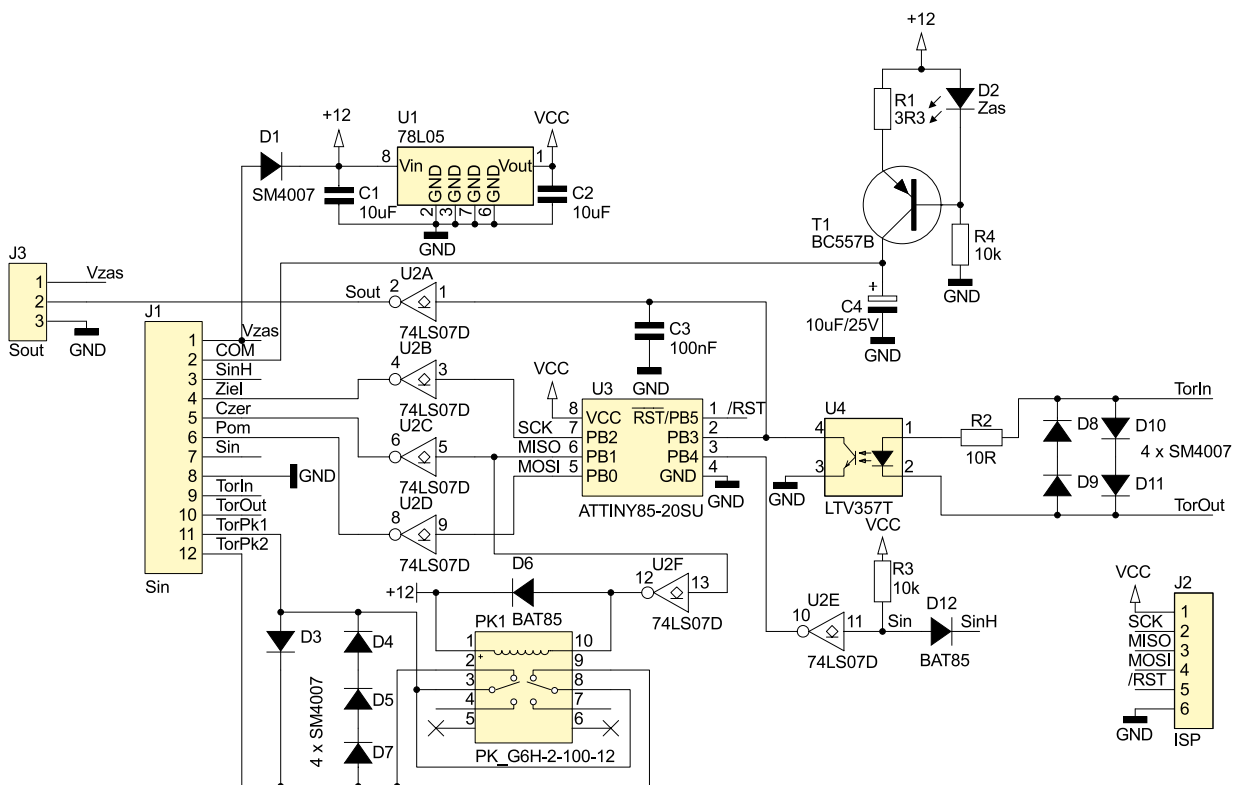 +12
R1
3R3
D2
Zas
T1
BC557B
R4
10k
GND
C4
+
10uF/25V
GND
+12
U1
78L05
VCC
D1
SM4007
8
Vin
Vout
1
GND
GND
GND
GND
2
3
7
6
C1
10uF
C2
10uF
GND
J3
1
Vzas
2
3
GND
Sout
Sout
2
U2A
1
74LS07D
C3
100nF
GND
J1
1
Vzas
2
COM
3
SinH
4
Ziel
5
Czer
6
Pom
7
Sin
8
GND
9
TorIn
10
TorOut
11
TorPk1
12
TorPk2
Sin
U2B
4
3
74LS07D
U2C
6
5
74LS07D
U2D
8
9
74LS07D
VCC
U3
8
VCC
RST/PB5
1
/RST
SCK
7
PB2
PB3
2
MISO
6
PB1
PB4
3
MOSI
5
PB0
GND
4
GND
ATTINY85-20SU
U4
4
1
3
2
GND
LTV357T
R2
10R
TorIn
D8
D10
4 x SM4007
D9
D11
TorOut
VCC
R3
10k
U2E
10
11
74LS07D
Sin
D12
BAT85
SinH
D6
BAT85
+12
U2F
12
13
74LS07D
PK1
1
+
10
2
9
3
8
4
7
5
6
PK_G6H-2-100-12
D3
D4
D5
D7
4 x SM4007
VCC
J2
1
SCK
2
MISO
3
MOSI
4
/RST
5
6
GND
ISP